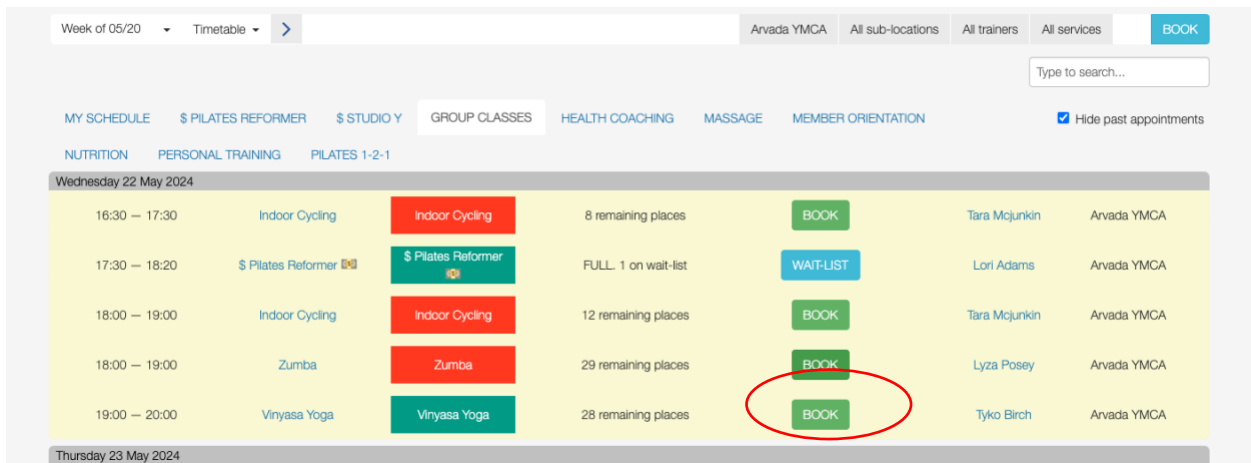 Week of 05/20 Timetable Arvada YMCA All sub-locations All trainers All services BOOK
Type to search...
MY SCHEDULE $ PILATES REFORMER $ STUDIO Y GROUP CLASSES HEALTH COACHING MASSAGE MEMBER ORIENTATION Hide past appointments
NUTRITION PERSONAL TRAINING PILATES 1-2-1
Wednesday 22 May 2024
16:30 — 17:30 Indoor Cycling Indoor Cycling 8 remaining places BOOK Tara Mcjunkin Arvada YMCA
17:30 — 18:20 $ Pilates Reformer $ Pilates Reformer FULL. 1 on wait-list WAIT-LIST Lori Adams Arvada YMCA
18:00 — 19:00 Indoor Cycling Indoor Cycling 12 remaining places BOOK Tara Mcjunkin Arvada YMCA
18:00 — 19:00 Zumba Zumba 29 remaining places BOOK Lyza Posey Arvada YMCA
19:00 — 20:00 Vinyasa Yoga Vinyasa Yoga 28 remaining places BOOK Tyko Birch Arvada YMCA
Thursday 23 May 2024